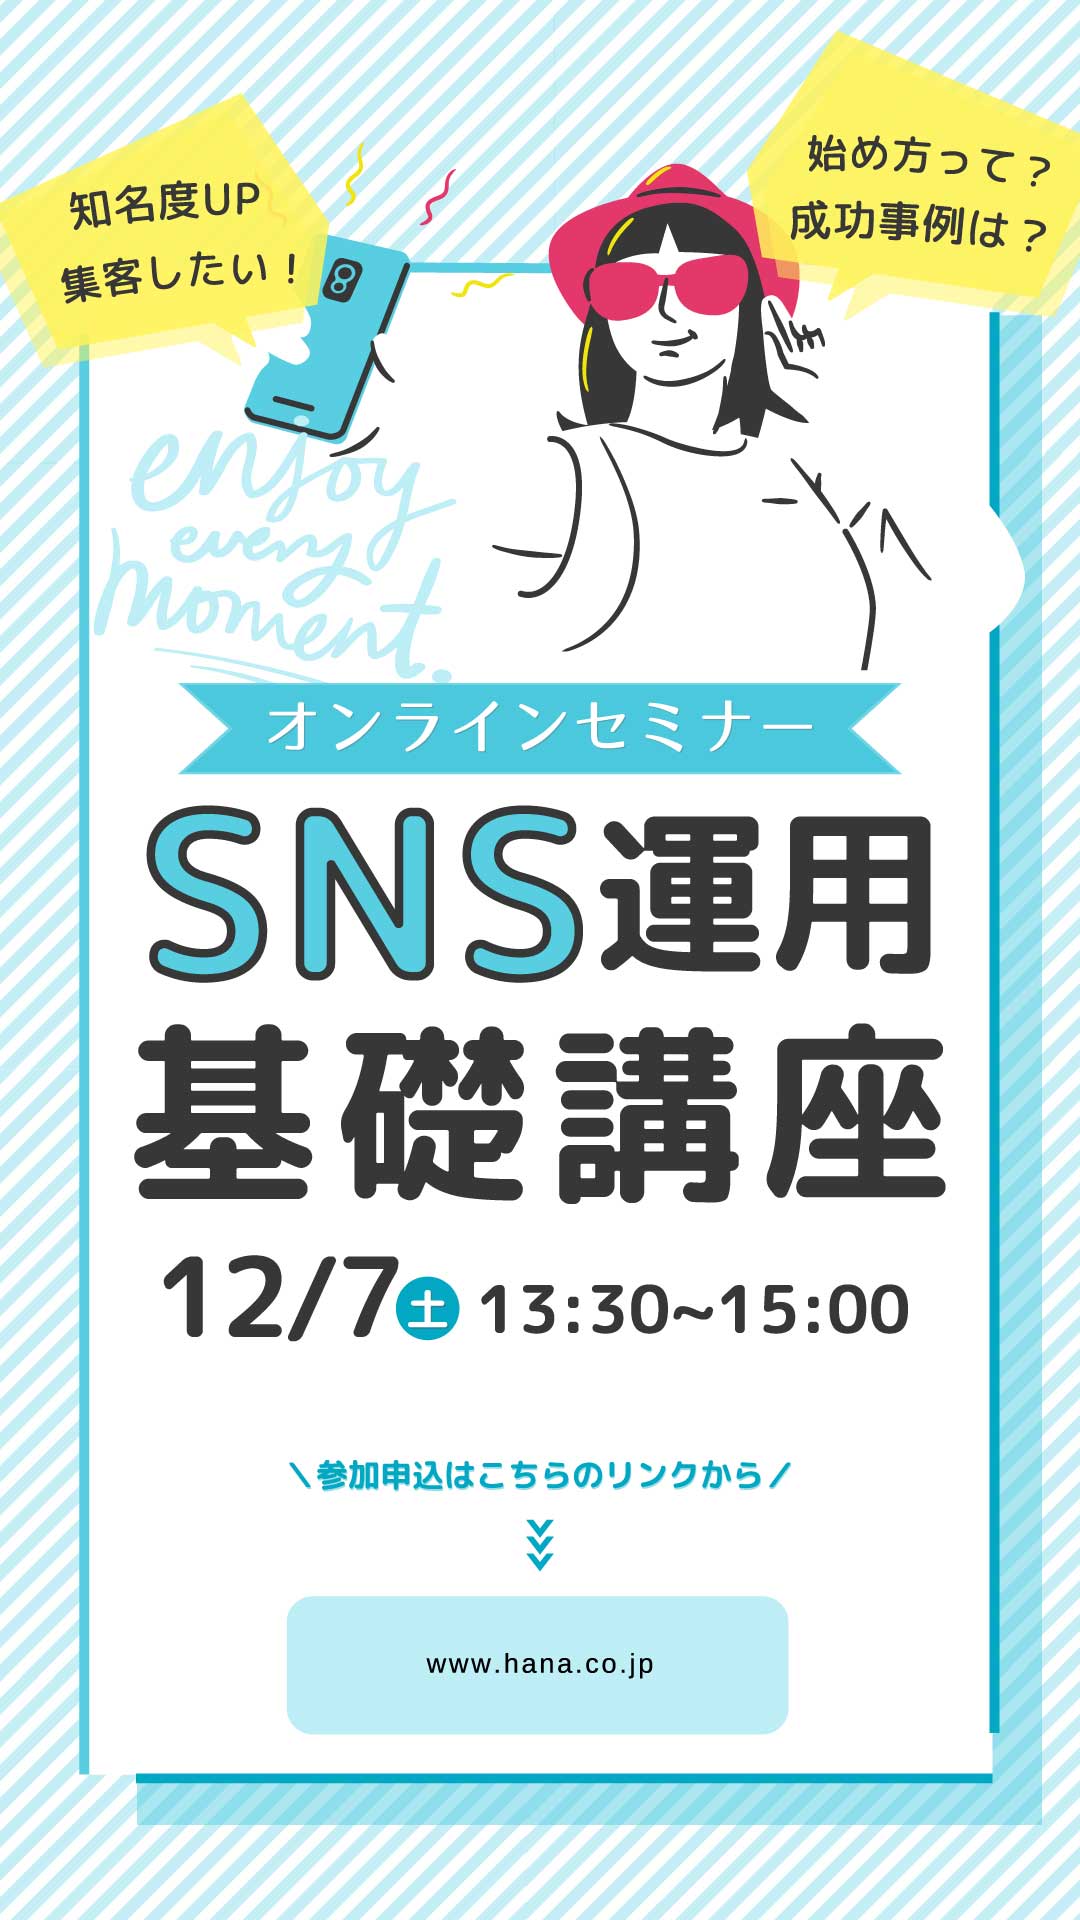 知名度UP
集客したい！
始め方って？
成功事例は？
enjoy
every
moment.
オンラインセミナー
SNS運用
基礎講座
12/7土 13:30~15:00
＼参加申込はこちらのリンクから／
www.hana.co.jp